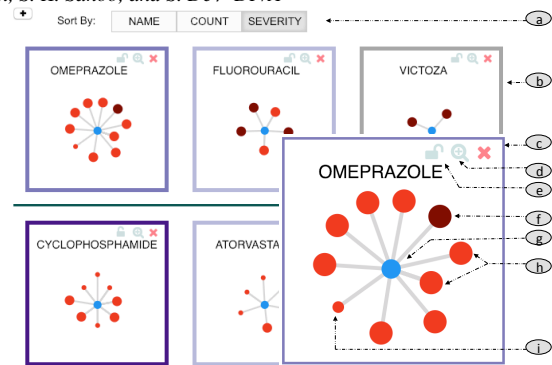 Sort By: NAME COUNT SEVERITY
a
OMEPRAZOLE FLUOROURACIL VICTOZA
b
c
OMEPRAZOLE
d
e
f
CYCLOPHOSPHAMIDE ATORVASTA
g
h
i